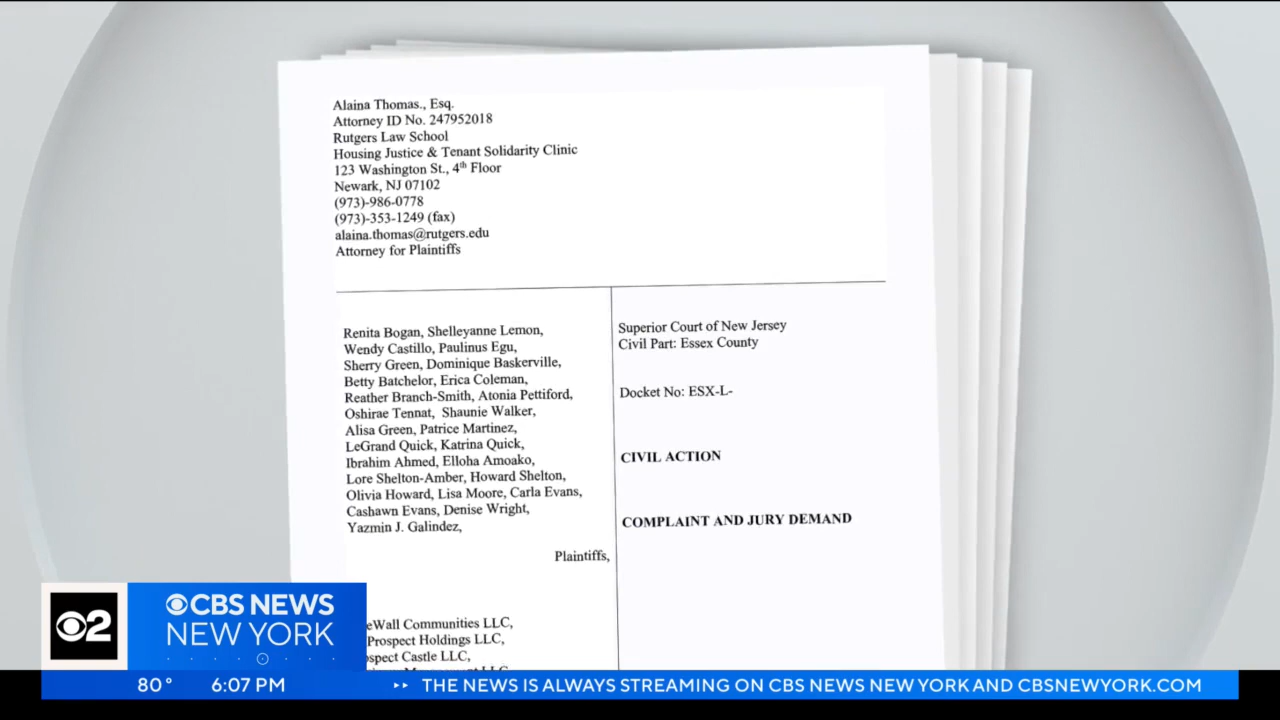 Alaina Thomas., Esq.
Attorney ID No. 247952018
Rutgers Law School
Housing Justice & Tenant Solidarity Clinic
123 Washington St., 4th Floor
Newark, NJ 07102
(973)-986-0778
(973)-353-1249 (fax)
alaina.thomas@rutgers.edu
Attorney for Plaintiffs
Renita Bogan, Shelleyanne Lemon,
Wendy Castillo, Paulinus Egu,
Sherry Green, Dominique Baskerville,
Betty Batchelor, Erica Coleman,
Reather Branch-Smith, Atonia Pettiford,
Oshirae Tennat, Shaunie Walker,
Alisa Green, Patrice Martinez,
LeGrand Quick, Katrina Quick,
Ibrahim Ahmed, Elloha Amoako,
Lore Shelton-Amber, Howard Shelton,
Olivia Howard, Lisa Moore, Carla Evans,
Cashawn Evans, Denise Wright,
Yazmin J. Galindez,
Plaintiffs,
eWall Communities LLC,
Prospect Holdings LLC,
spect Castle LLC,
Superior Court of New Jersey
Civil Part: Essex County
Docket No: ESX-L-
CIVIL ACTION
COMPLAINT AND JURY DEMAND
2
CBS NEWS
NEW YORK
80° 6:07 PM THE NEWS IS ALWAYS STREAMING ON CBS NEWS NEW YORK AND CBSNEWYORK.COM